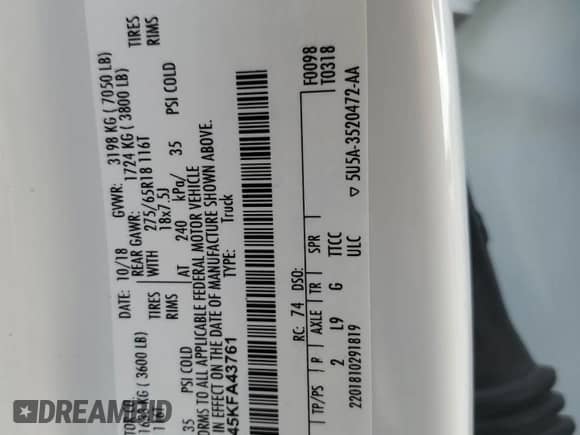 DATE: 10/18 GVWR: 3198 KG ( 7050 LB)
( 3600 LB) REAR GAWR: 1724 KG ( 3800 LB)
TIRES WITH 275/65R18 116T TIRES
RIMS 18x7.5J RIMS
35 PSI COLD AT 240 kPa/ 35 PSI COLD
TO ALL APPLICABLE FEDERAL MOTOR VEHICLE
IN EFFECT ON THE DATE OF MANUFACTURE SHOWN ABOVE.
45KFA43761 TYPE: Truck
F0098
T0318
RC: 74 DSO:
TP/PS P AXLE TR SPR
2 L9 G TTCC
2201810291819 ULC
▽ 5U5A-3520472-AA
DREAMBID